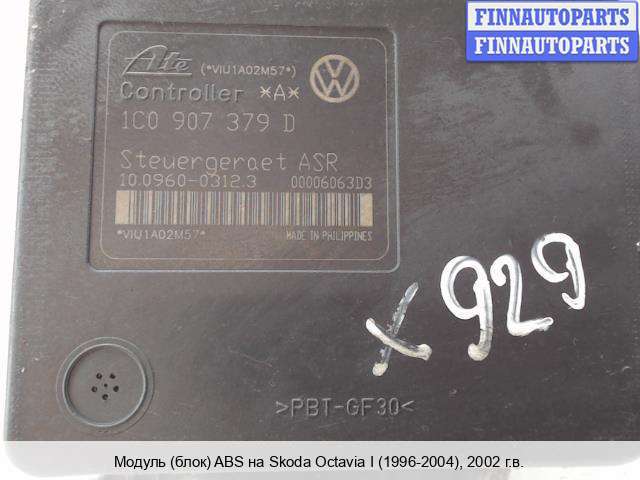 FINNAUTOPARTS
FINNAUTOPARTS
Ate (*VIU1A02M57*)
Controller *A*
1C0 907 379 D
Steuergeraet ASR
10.0960-0312.3 00006063D3
*VIU1A02M57* MADE IN PHILIPPINES
x929
>PBT-GF30<
Модуль (блок) ABS на Skoda Octavia I (1996-2004), 2002 г.в.